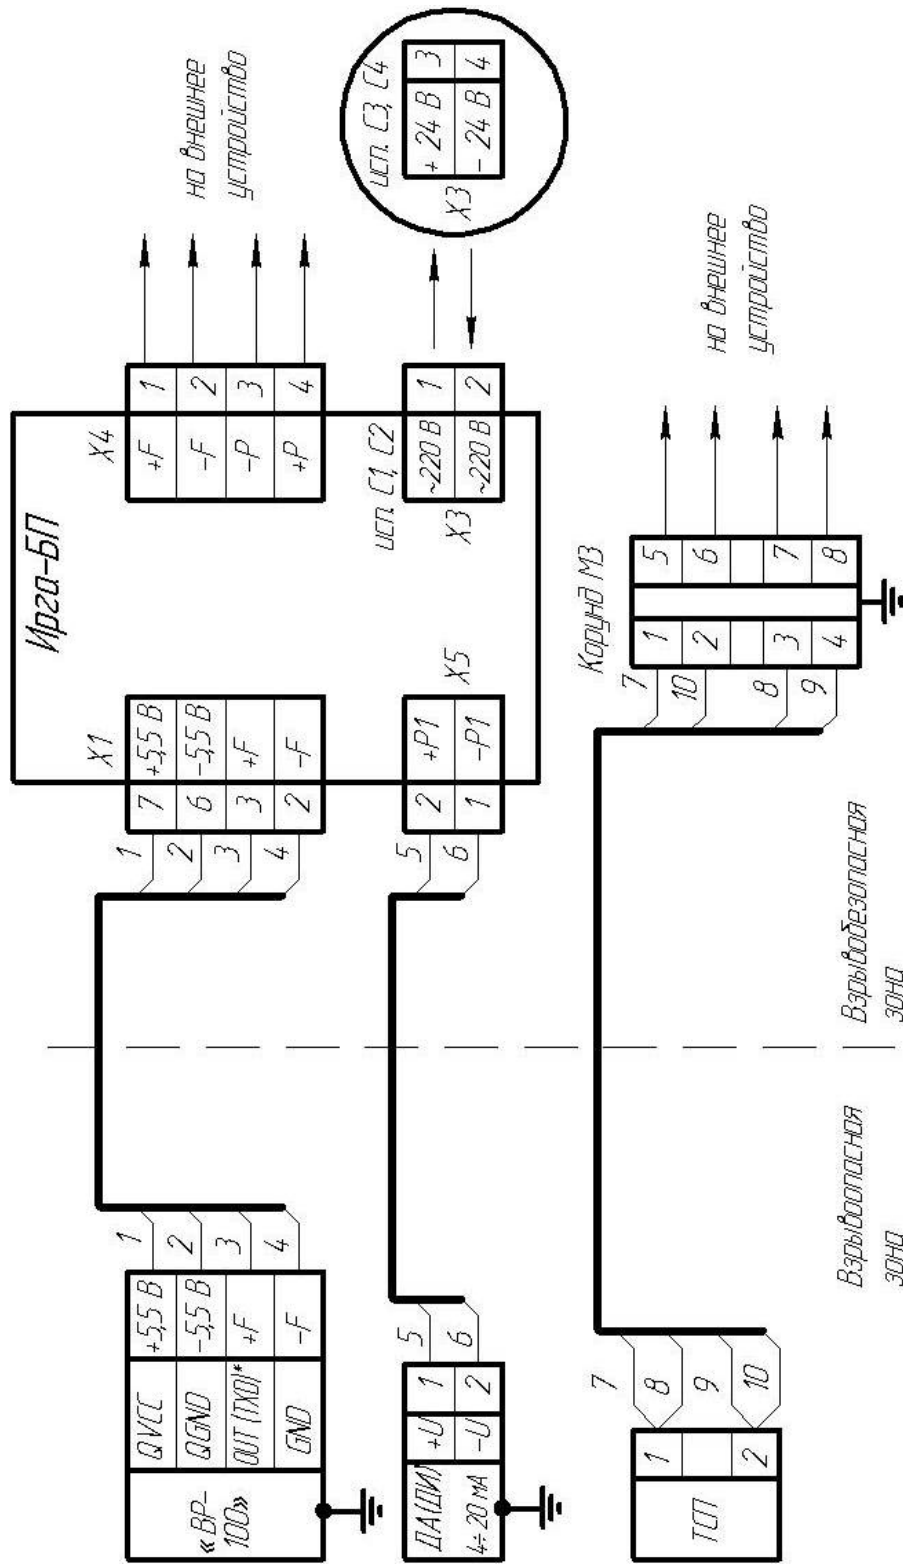 «ВР-
100»
QVCC
+5,5 В
1
QGND
-5,5 В
2
OUT (TXD)*
+F
3
GND
-F
4
Ирга-БП
X1
1
7
+5,5 В
2
6
-5,5 В
3
3
+F
4
2
-F
X4
+F
1
-F
2
-P
3
+P
4
на внешнее
устройство
ДА(ДИ)
4÷20 мА
+U
1
5
-U
2
6
5
2
+P1
6
1
-P1
X5
исп. С1, С2
~220 В
1
~220 В
2
X3
исп. С3, С4
+ 24 В
3
- 24 В
4
X3
ТСП
1
2
7
8
9
10
Корунд М3
7
1
5
10
2
6
8
3
7
9
4
8
на внешнее
устройство
Взрывоопасная
зона
Взрывобезопасная
зона